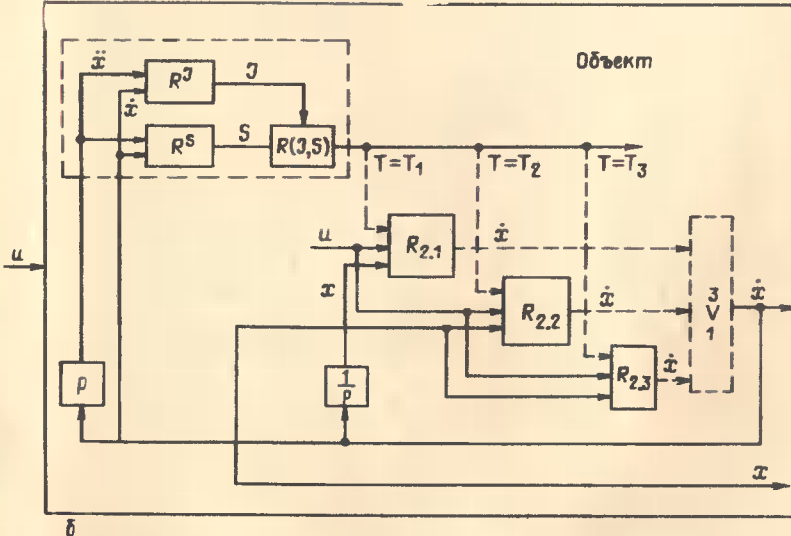 Объект
ẍ
ẋ
R^J
J
R^S
S
R(J,S)
T=T₁
T=T₂
T=T₃
u
u
x
R₂.₁
ẋ
R₂.₂
ẋ
R₂,₃
ẋ
3
V
1
ẋ
p
1/p
x
б